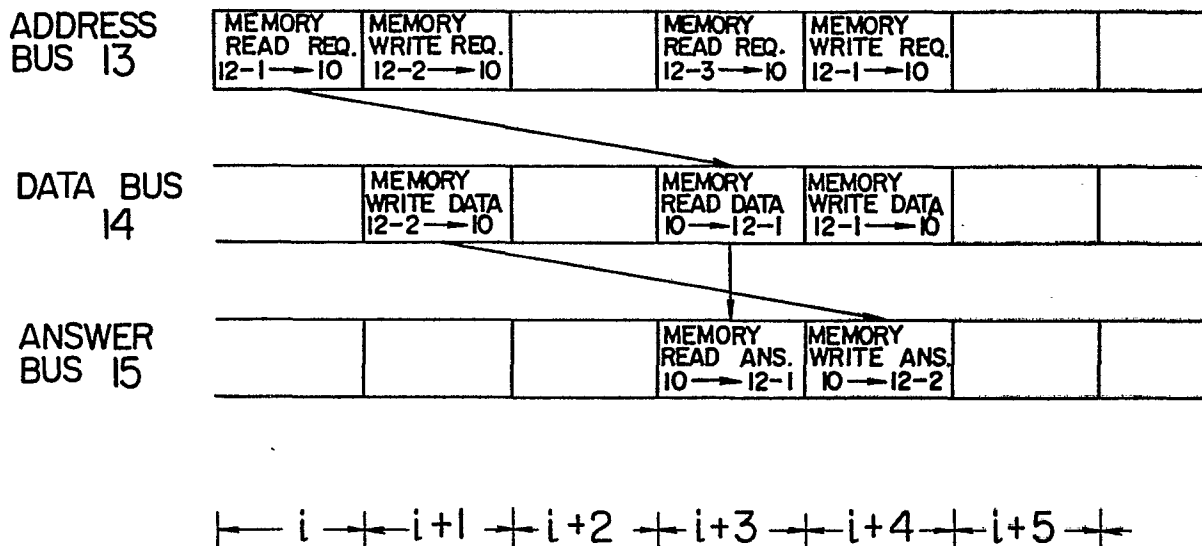 ADDRESS
BUS 13
MEMORY
READ REQ.
12-1→10
MEMORY
WRITE REQ.
12-2→10
MEMORY
READ REQ.
12-3→10
MEMORY
WRITE REQ.
12-1→10
DATA BUS
14
MEMORY
WRITE DATA
12-2→10
MEMORY
READ DATA
10→12-1
MEMORY
WRITE DATA
12-1→10
ANSWER
BUS 15
MEMORY
READ ANS.
10→12-1
MEMORY
WRITE ANS.
10→12-2
i i+1 i+2 i+3 i+4 i+5